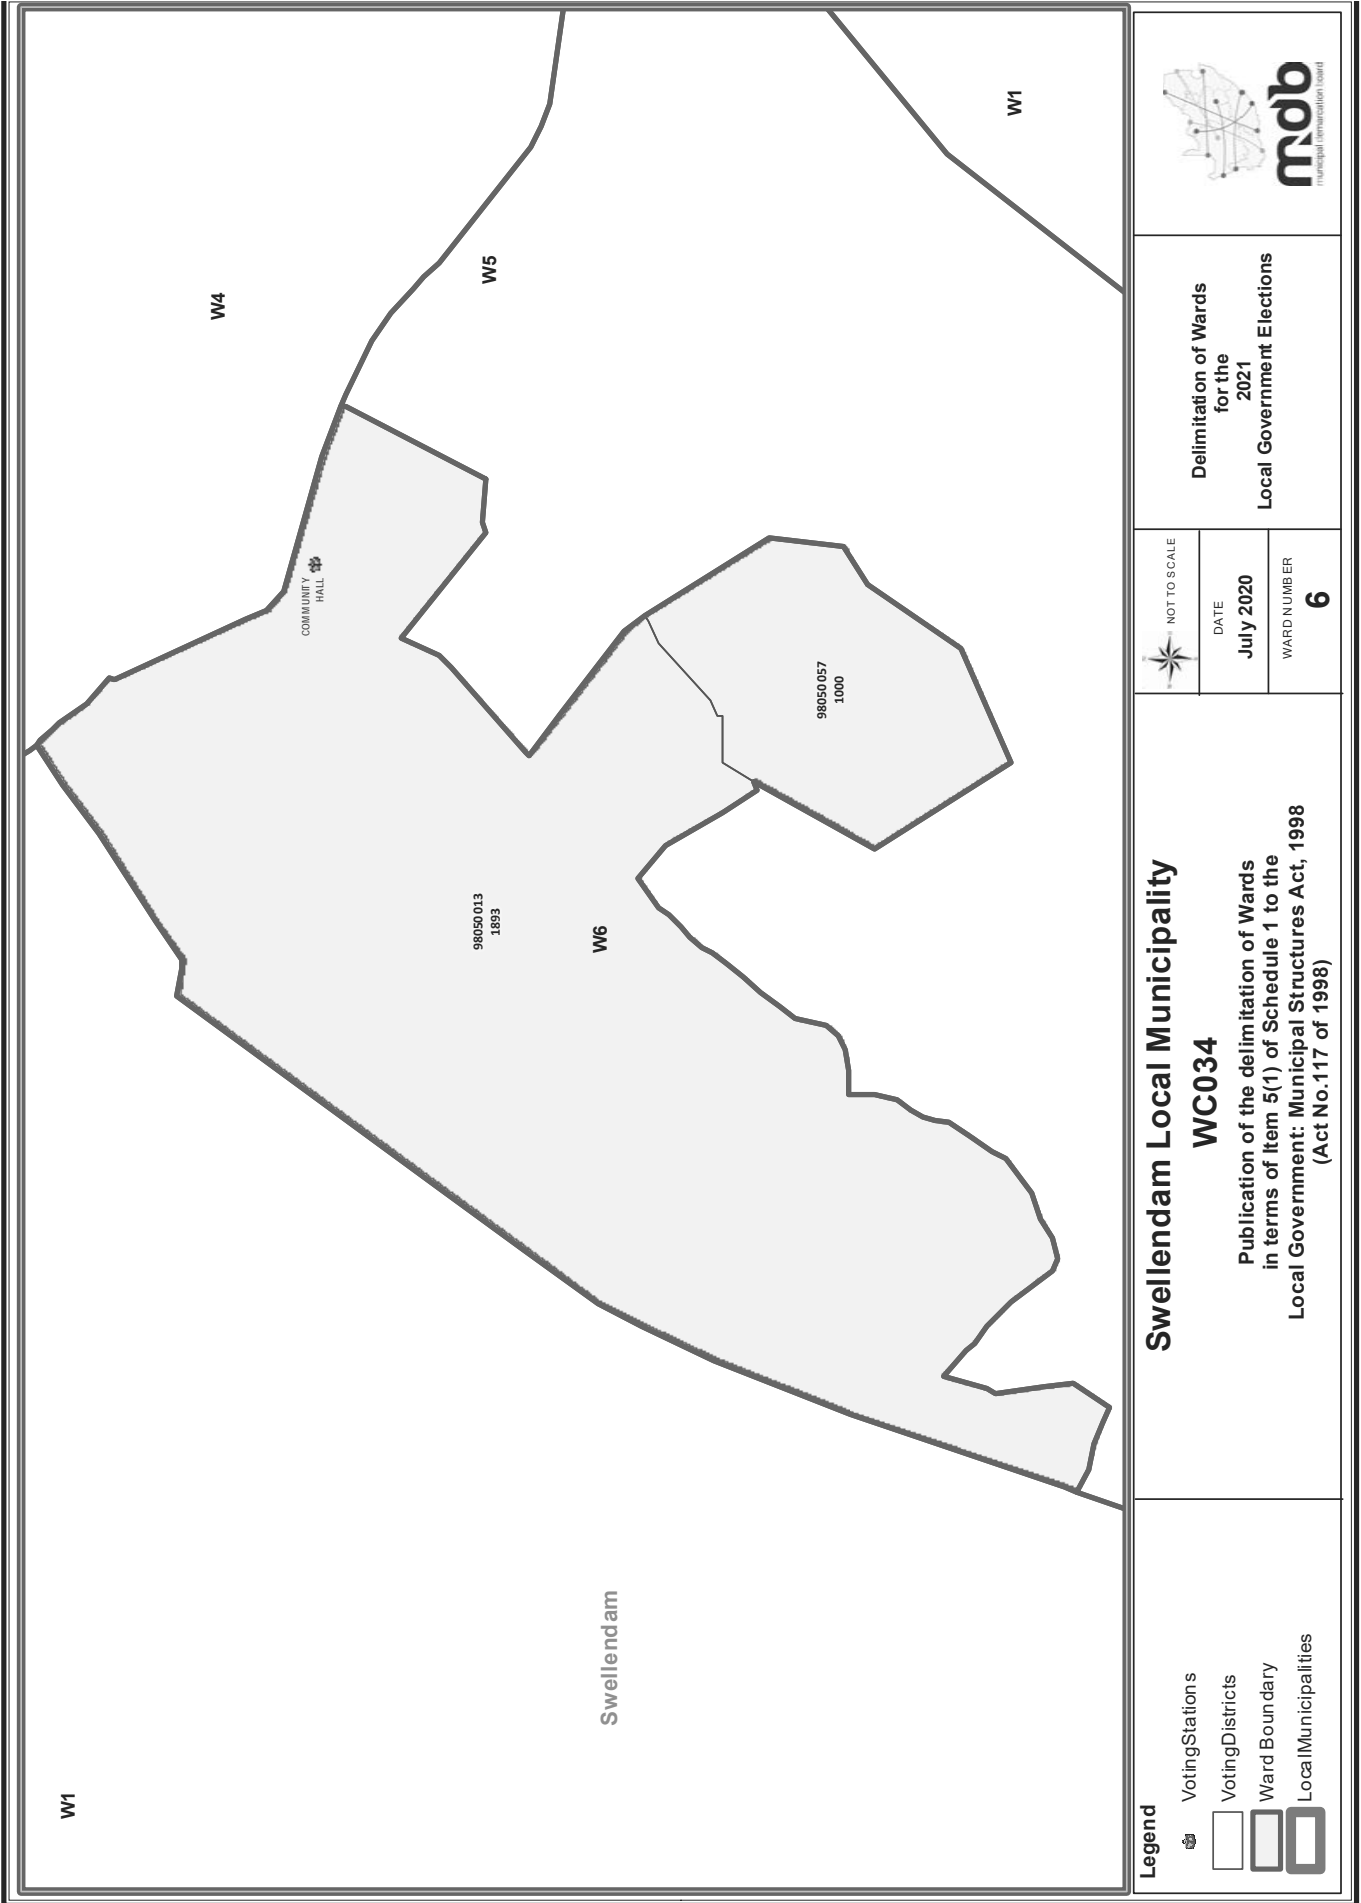 W1
W4
W5
W1
COMMUNITY
HALL
98050013
1893
W6
98050057
1000
Swellendam
Legend
VotingStations
VotingDistricts
Ward Boundary
LocalMunicipalities
Swellendam Local Municipality
WC034
Publication of the delimitation of Wards
in terms of Item 5(1) of Schedule 1 to the
Local Government: Municipal Structures Act, 1998
(Act No.117 of 1998)
NOT TO SCALE
DATE
July 2020
WARD NUMBER
6
Delimitation of Wards
for the
2021
Local Government Elections
mdb
municipal demarcation board